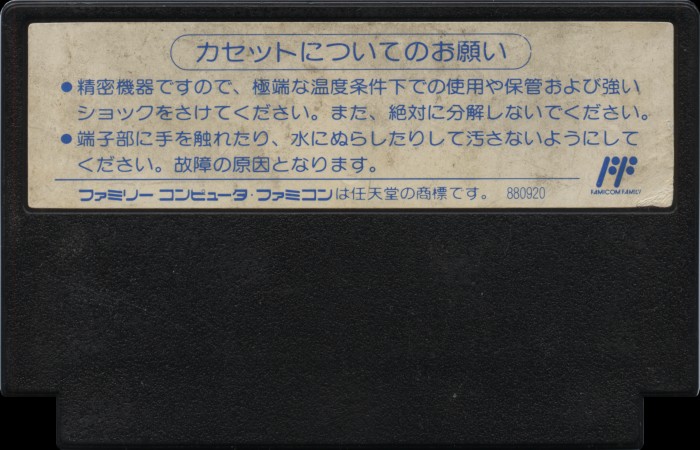 カセットについてのお願い
●精密機器ですので、極端な温度条件下での使用や保管および強い
ショックをさけてください。また、絶対に分解しないでください。
●端子部に手を触れたり、水にぬらしたりして汚さないようにして
ください。故障の原因となります。
FF
FAMICOM FAMILY
ファミリー コンピュータ・ファミコンは任天堂の商標です。 880920